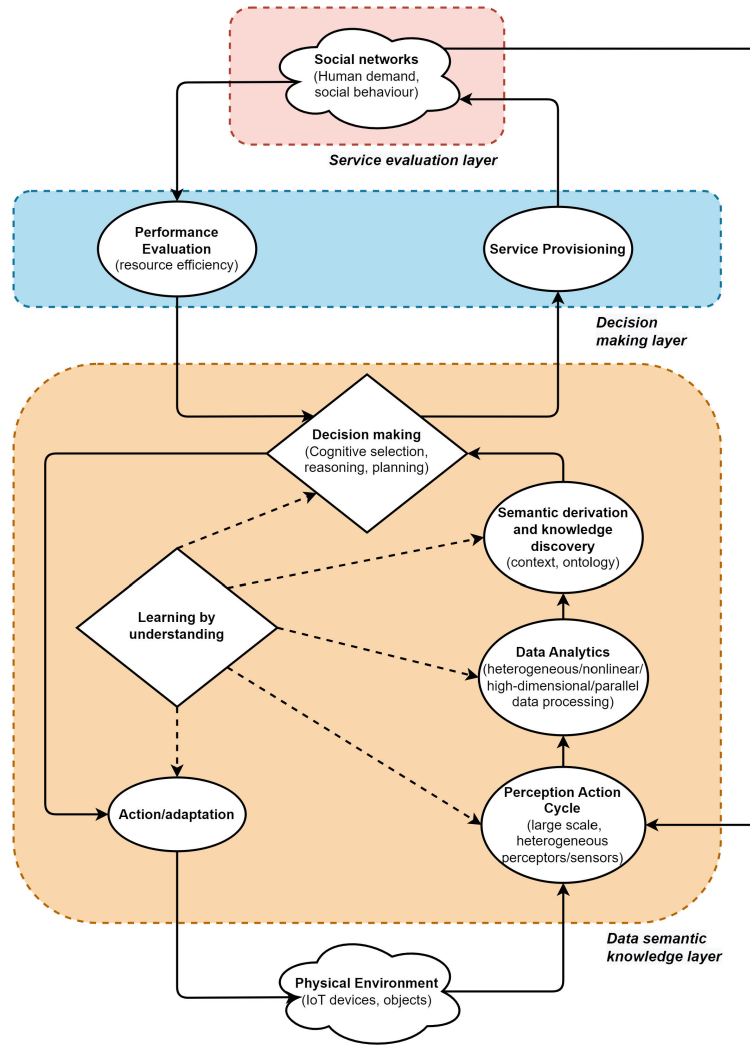 Social networks
(Human demand,
social behaviour)
Service evaluation layer
Performance
Evaluation
(resource efficiency)
Service Provisioning
Decision
making layer
Decision making
(Cognitive selection,
reasoning, planning)
Semantic derivation
and knowledge
discovery
(context, ontology)
Learning by
understanding
Data Analytics
(heterogeneous/nonlinear/
high-dimensional/parallel
data processing)
Action/adaptation
Perception Action
Cycle
(large scale,
heterogeneous
perceptors/sensors)
Data semantic
knowledge layer
Physical Environment
(IoT devices, objects)